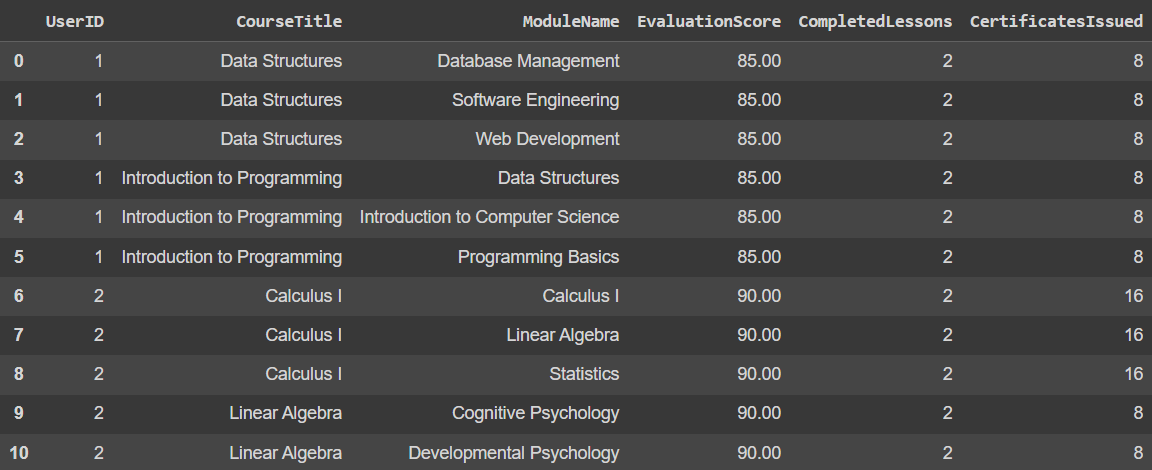 UserID CourseTitle ModuleName EvaluationScore CompletedLessons CertificatesIssued
0 1 Data Structures Database Management 85.00 2 8
1 1 Data Structures Software Engineering 85.00 2 8
2 1 Data Structures Web Development 85.00 2 8
3 1 Introduction to Programming Data Structures 85.00 2 8
4 1 Introduction to Programming Introduction to Computer Science 85.00 2 8
5 1 Introduction to Programming Programming Basics 85.00 2 8
6 2 Calculus I Calculus I 90.00 2 16
7 2 Calculus I Linear Algebra 90.00 2 16
8 2 Calculus I Statistics 90.00 2 16
9 2 Linear Algebra Cognitive Psychology 90.00 2 8
10 2 Linear Algebra Developmental Psychology 90.00 2 8